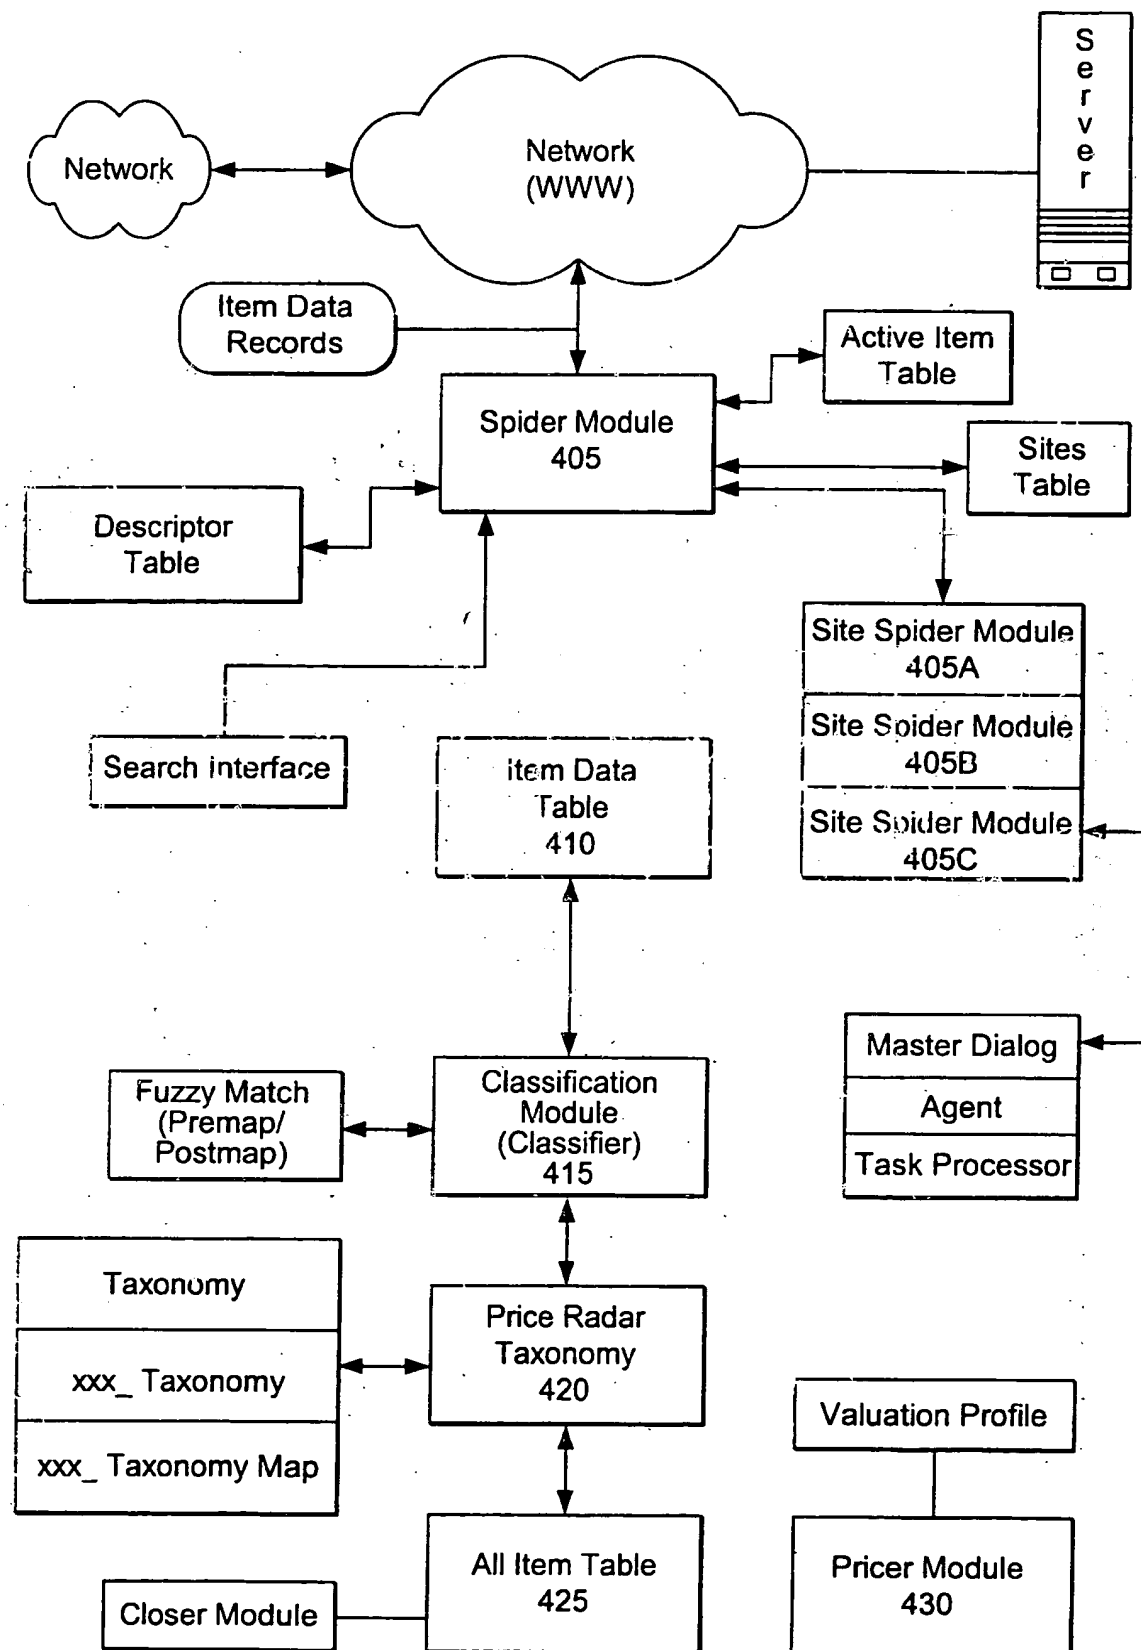 Server
Network
Network
(WWW)
Item Data
Records
Active Item
Table
Spider Module
405
Sites
Table
Descriptor
Table
Site Spider Module
405A
Site Spider Module
405B
Site Spider Module
405C
Search Interface
Item Data
Table
410
Master Dialog
Agent
Task Processor
Fuzzy Match
(Premap/
Postmap)
Classification
Module
(Classifier)
415
Taxonomy
xxx_ Taxonomy
xxx_ Taxonomy Map
Price Radar
Taxonomy
420
Valuation Profile
All Item Table
425
Closer Module
Pricer Module
430